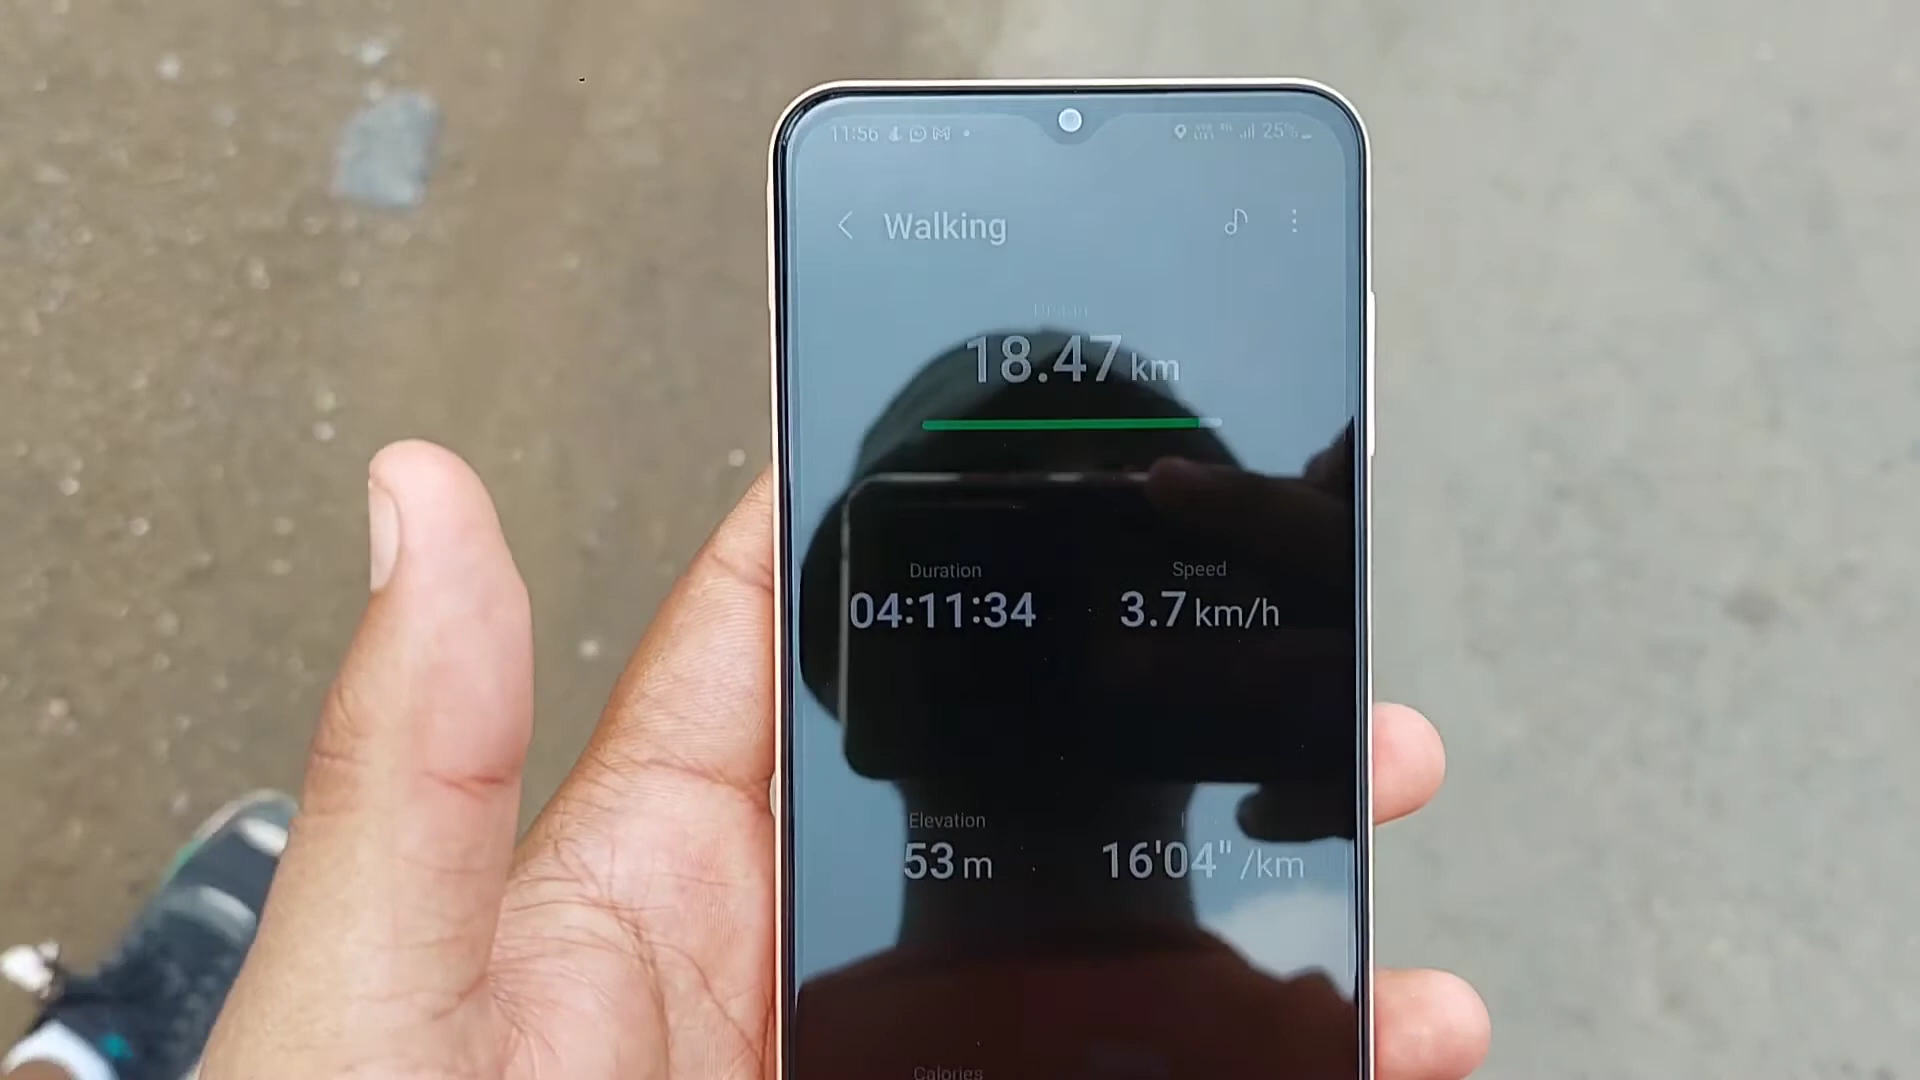 11:56 25%
Walking
18.47 km
Duration Speed
04:11:34 3.7 km/h
Elevation
53 m 16'04" /km
Calories